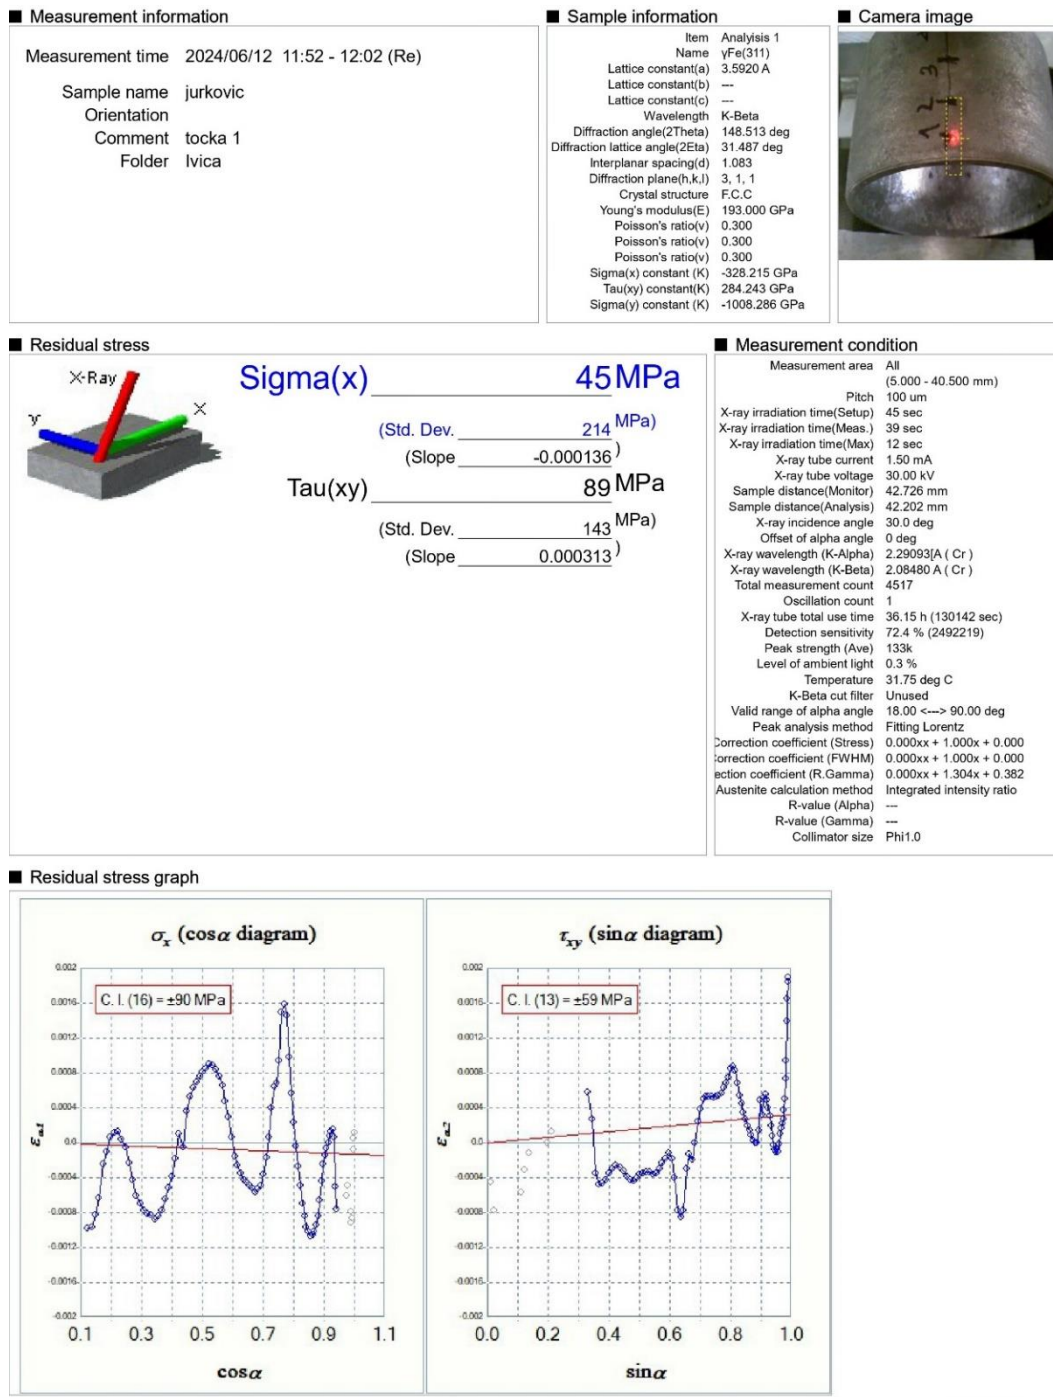 ■ Measurement information
Measurement time 2024/06/12 11:52 - 12:02 (Re)
Sample name jurkovic
Orientation
Comment tocka 1
Folder Ivica
■ Sample information
Item Analyisis 1
Name γFe(311)
Lattice constant(a) 3.5920 A
Lattice constant(b) ---
Lattice constant(c) ---
Wavelength K-Beta
Diffraction angle(2Theta) 148.513 deg
Diffraction lattice angle(2Eta) 31.487 deg
Interplanar spacing(d) 1.083
Diffraction plane(h,k,l) 3, 1, 1
Crystal structure F.C.C
Young's modulus(E) 193.000 GPa
Poisson's ratio(v) 0.300
Poisson's ratio(v) 0.300
Poisson's ratio(v) 0.300
Sigma(x) constant (K) -328.215 GPa
Tau(xy) constant(K) 284.243 GPa
Sigma(y) constant (K) -1008.286 GPa
■ Camera image
3
2
1
■ Residual stress
X-Ray
y
X
Sigma(x) 45 MPa
(Std. Dev. 214 MPa)
(Slope -0.000136 )
Tau(xy) 89 MPa
(Std. Dev. 143 MPa)
(Slope 0.000313 )
■ Measurement condition
Measurement area All
(5.000 - 40.500 mm)
Pitch 100 um
X-ray irradiation time(Setup) 45 sec
X-ray irradiation time(Meas.) 39 sec
X-ray irradiation time(Max) 12 sec
X-ray tube current 1.50 mA
X-ray tube voltage 30.00 kV
Sample distance(Monitor) 42.726 mm
Sample distance(Analysis) 42.202 mm
X-ray incidence angle 30.0 deg
Offset of alpha angle 0 deg
X-ray wavelength (K-Alpha) 2.29093[A ( Cr )
X-ray wavelength (K-Beta) 2.08480 A ( Cr )
Total measurement count 4517
Oscillation count 1
X-ray tube total use time 36.15 h (130142 sec)
Detection sensitivity 72.4 % (2492219)
Peak strength (Ave) 133k
Level of ambient light 0.3 %
Temperature 31.75 deg C
K-Beta cut filter Unused
Valid range of alpha angle 18.00 <---> 90.00 deg
Peak analysis method Fitting Lorentz
Correction coefficient (Stress) 0.000xx + 1.000x + 0.000
Correction coefficient (FWHM) 0.000xx + 1.000x + 0.000
ection coefficient (R.Gamma) 0.000xx + 1.304x + 0.382
Austenite calculation method Integrated intensity ratio
R-value (Alpha) ---
R-value (Gamma) ---
Collimator size Phi1.0
■ Residual stress graph
σx (cosα diagram)
C. I. (16) = ±90 MPa
0.002
0.0016
0.0012
0.0008
0.0004
0.0
-0.0004
-0.0008
-0.0012
-0.0016
-0.002
εa1
0.1 0.3 0.5 0.7 0.9 1.1
cosα
τxy (sinα diagram)
C. I. (13) = ±59 MPa
0.002
0.0016
0.0012
0.0008
0.0004
0.0
-0.0004
-0.0008
-0.0012
-0.0016
-0.002
εa2
0.0 0.2 0.4 0.6 0.8 1.0
sinα